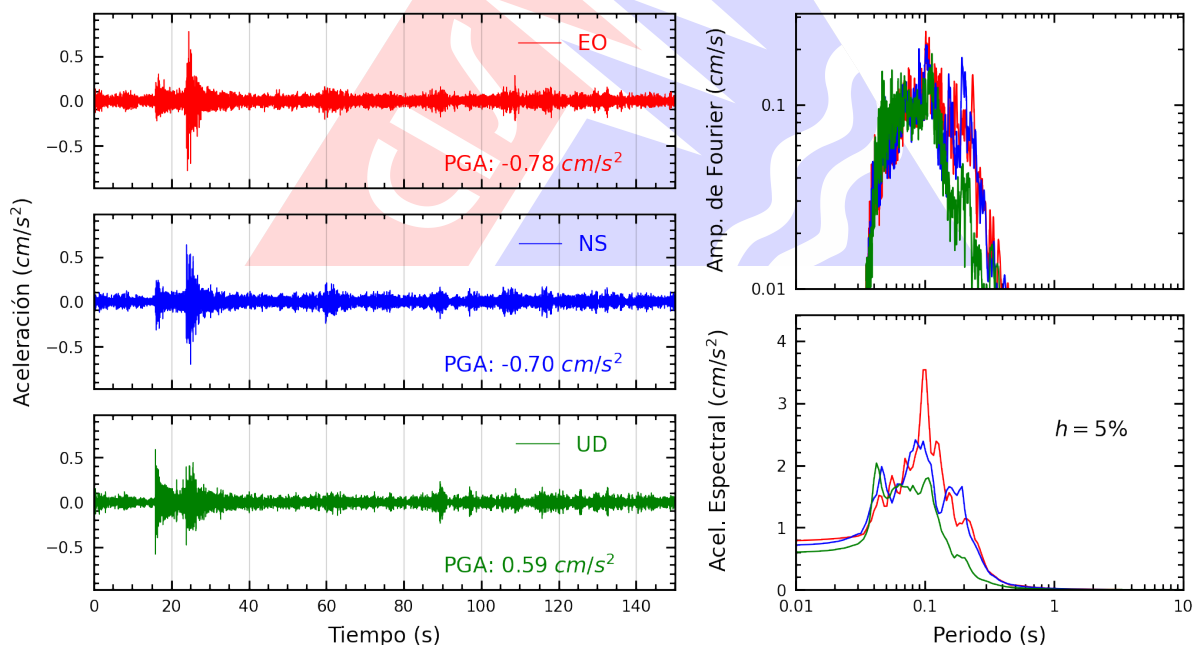 Aceleración (cm/s²)
0.5
0.0
−0.5
EO
PGA: -0.78 cm/s²
0.5
0.0
−0.5
NS
PGA: -0.70 cm/s²
0.5
0.0
−0.5
UD
PGA: 0.59 cm/s²
0 20 40 60 80 100 120 140
Tiempo (s)
Amp. de Fourier (cm/s)
0.1
0.01
Acel. Espectral (cm/s²)
4
3
2
1
0
h = 5%
0.01 0.1 1 10
Periodo (s)